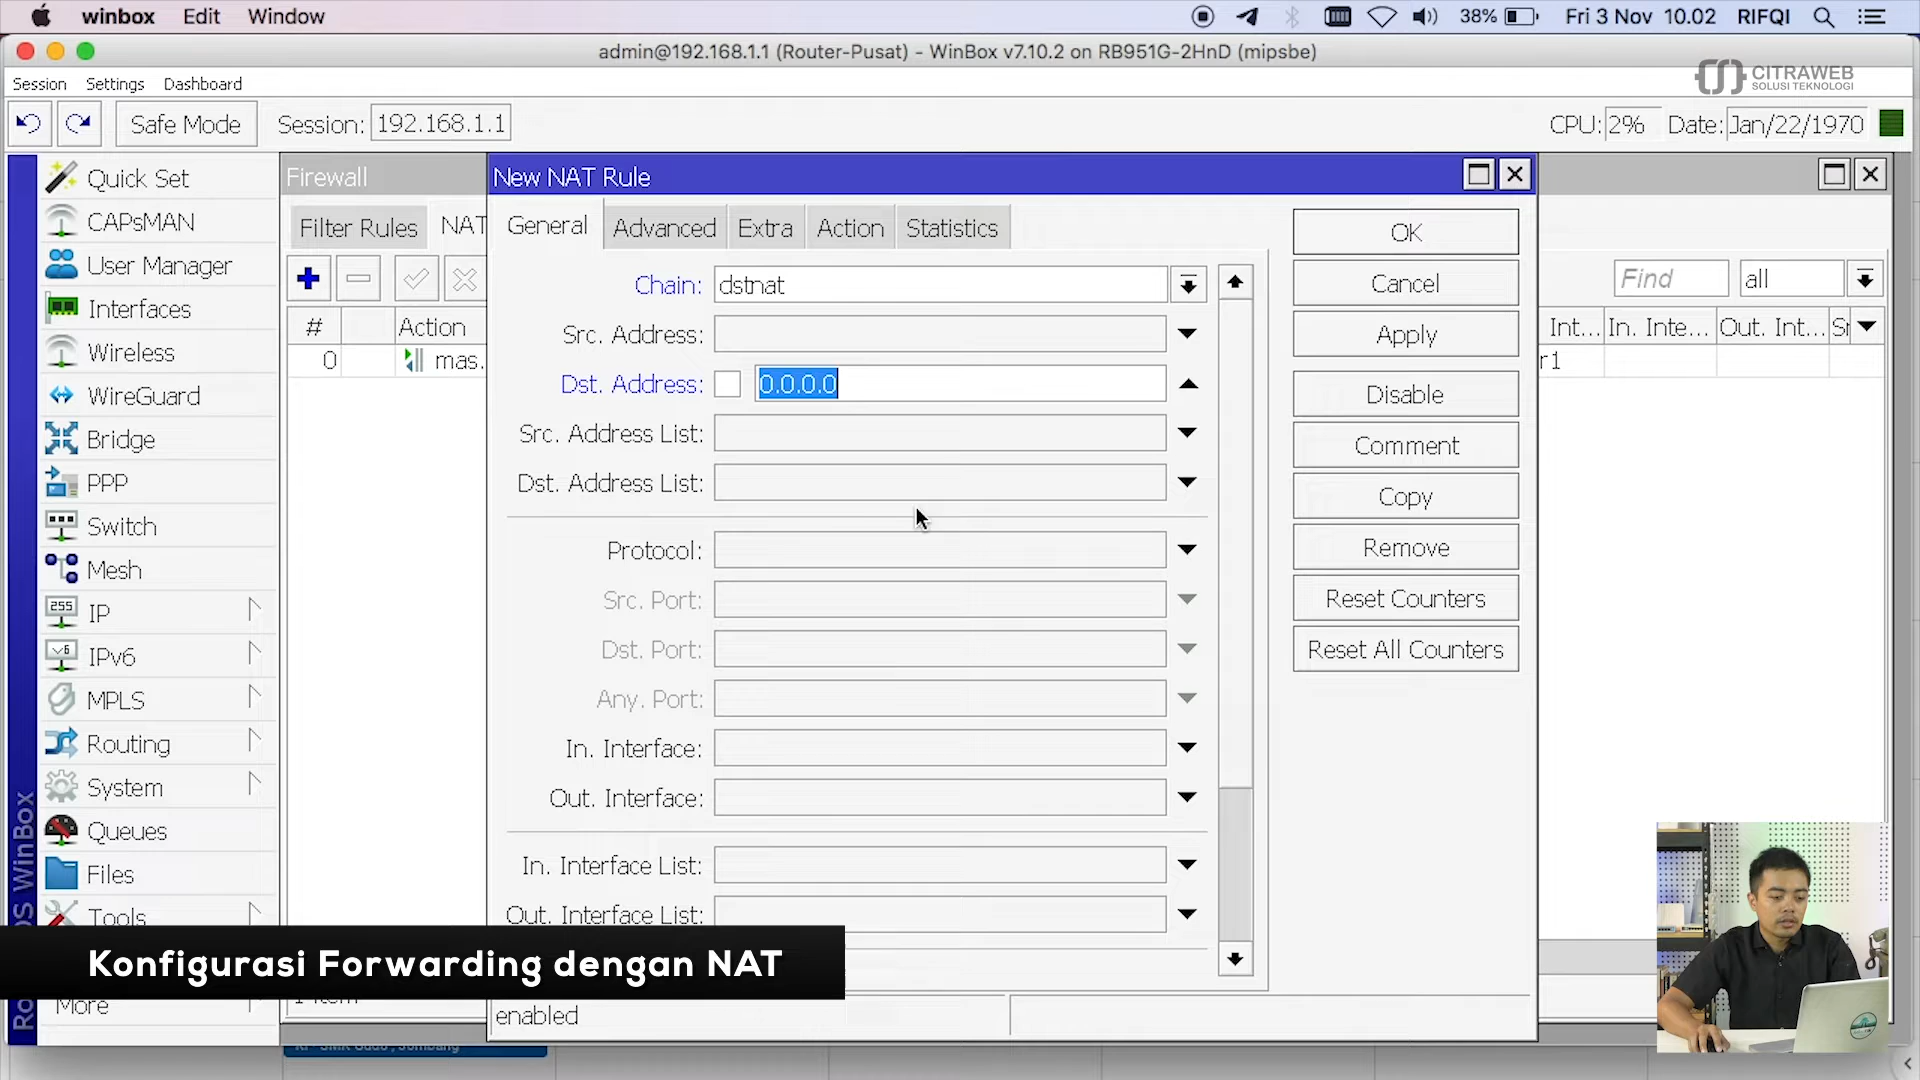 winbox Edit Window
38% Fri 3 Nov 10.02 RIFQI
admin@192.168.1.1 (Router-Pusat) - WinBox v7.10.2 on RB951G-2HnD (mipsbe)
Session Settings Dashboard
CITRAWEB
SOLUSI TEKNOLOGI
Safe Mode Session: 192.168.1.1 CPU: 2% Date: Jan/22/1970
Quick Set
CAPsMAN
User Manager
Interfaces
Wireless
WireGuard
Bridge
PPP
Switch
Mesh
255 IP
v6 IPv6
MPLS
Routing
System
Queues
Files
Tools
More
OS WinBox
Ro
Firewall
Filter Rules NAT
# Action
0 mas.
New NAT Rule
General Advanced Extra Action Statistics
Chain: dstnat
Src. Address:
Dst. Address: 0.0.0.0
Src. Address List:
Dst. Address List:
Protocol:
Src. Port:
Dst. Port:
Any. Port:
In. Interface:
Out. Interface:
In. Interface List:
Out. Interface List:
enabled
OK
Cancel
Apply
Disable
Comment
Copy
Remove
Reset Counters
Reset All Counters
Find all
Int... In. Inte... Out. Int... Sr
r1
Konfigurasi Forwarding dengan NAT